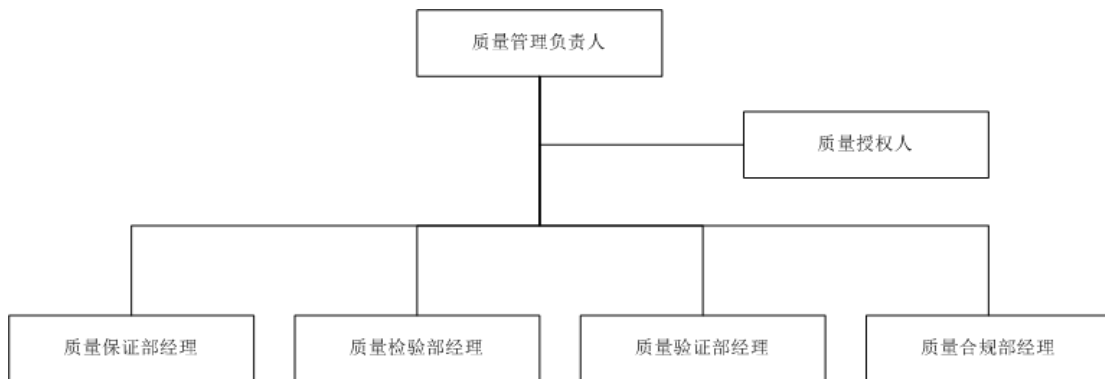 质量管理负责人
质量授权人
质量保证部经理
质量检验部经理
质量验证部经理
质量合规部经理